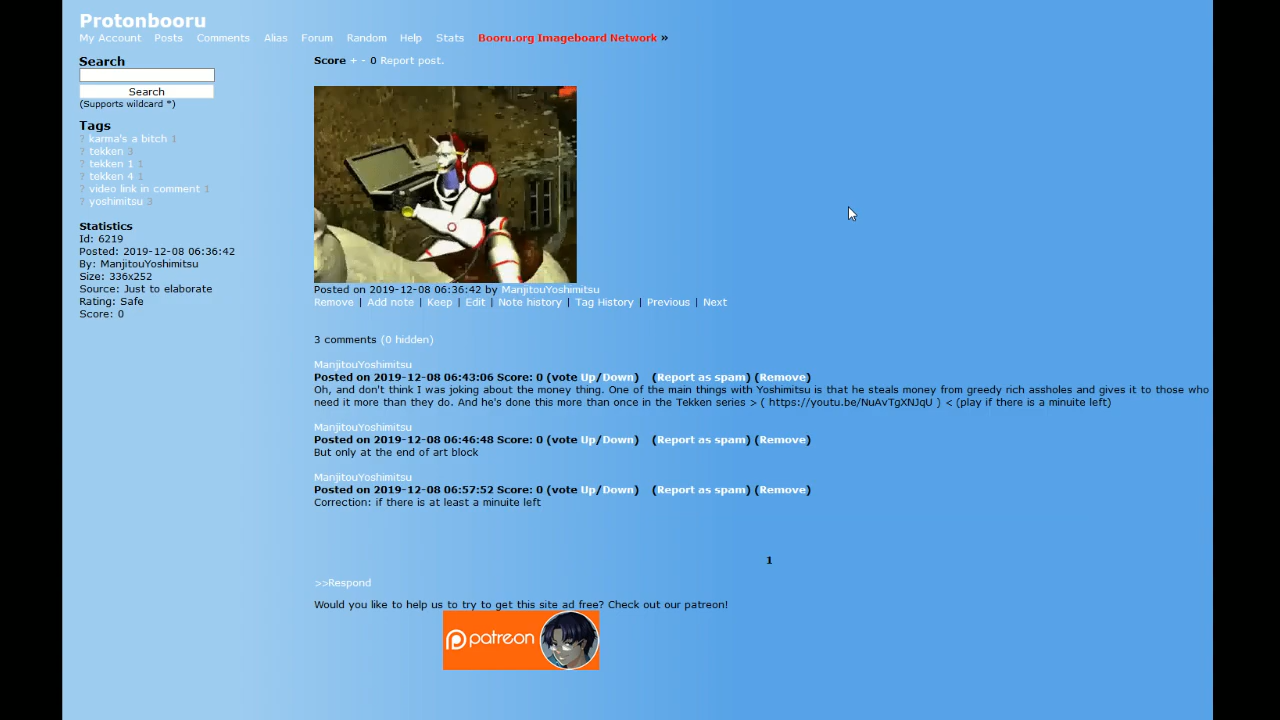 Protonbooru
My Account Posts Comments Alias Forum Random Help Stats Booru.org Imageboard Network »
Search
Search
(Supports wildcard *)
Tags
? karma's a bitch 1
? tekken 3
? tekken 1 1
? tekken 4 1
? video link in comment 1
? yoshimitsu 3
Statistics
Id: 6219
Posted: 2019-12-08 06:36:42
By: ManjitouYoshimitsu
Size: 336x252
Source: Just to elaborate
Rating: Safe
Score: 0
Score + - 0 Report post.
Posted on 2019-12-08 06:36:42 by ManjitouYoshimitsu
Remove | Add note | Keep | Edit | Note history | Tag History | Previous | Next
3 comments (0 hidden)
ManjitouYoshimitsu
Posted on 2019-12-08 06:43:06 Score: 0 (vote Up/Down) (Report as spam) (Remove)
Oh, and don't think I was joking about the money thing. One of the main things with Yoshimitsu is that he steals money from greedy rich assholes and gives it to those who
need it more than they do. And he's done this more than once in the Tekken series > ( https://youtu.be/NuAvTgXNJqU ) < (play if there is a minuite left)
ManjitouYoshimitsu
Posted on 2019-12-08 06:46:48 Score: 0 (vote Up/Down) (Report as spam) (Remove)
But only at the end of art block
ManjitouYoshimitsu
Posted on 2019-12-08 06:57:52 Score: 0 (vote Up/Down) (Report as spam) (Remove)
Correction: if there is at least a minuite left
1
>>Respond
Would you like to help us to try to get this site ad free? Check out our patreon!
patreon